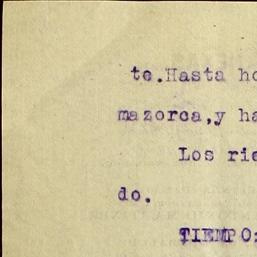 te.Hasta ho
mazorca,y ha
Los rie
do.
TIEMPO: